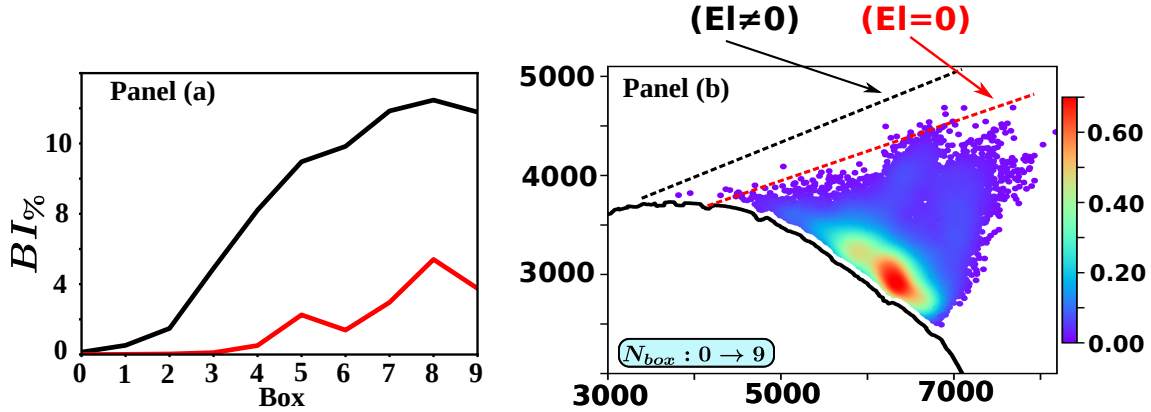 (El≠0) (El=0)
Panel (a)
BI%
10
8
4
0
0 1 2 3 4 5 6 7 8 9
Box
Panel (b)
5000
4000
3000
3000 5000 7000
N_box : 0 → 9
0.60
0.40
0.20
0.00